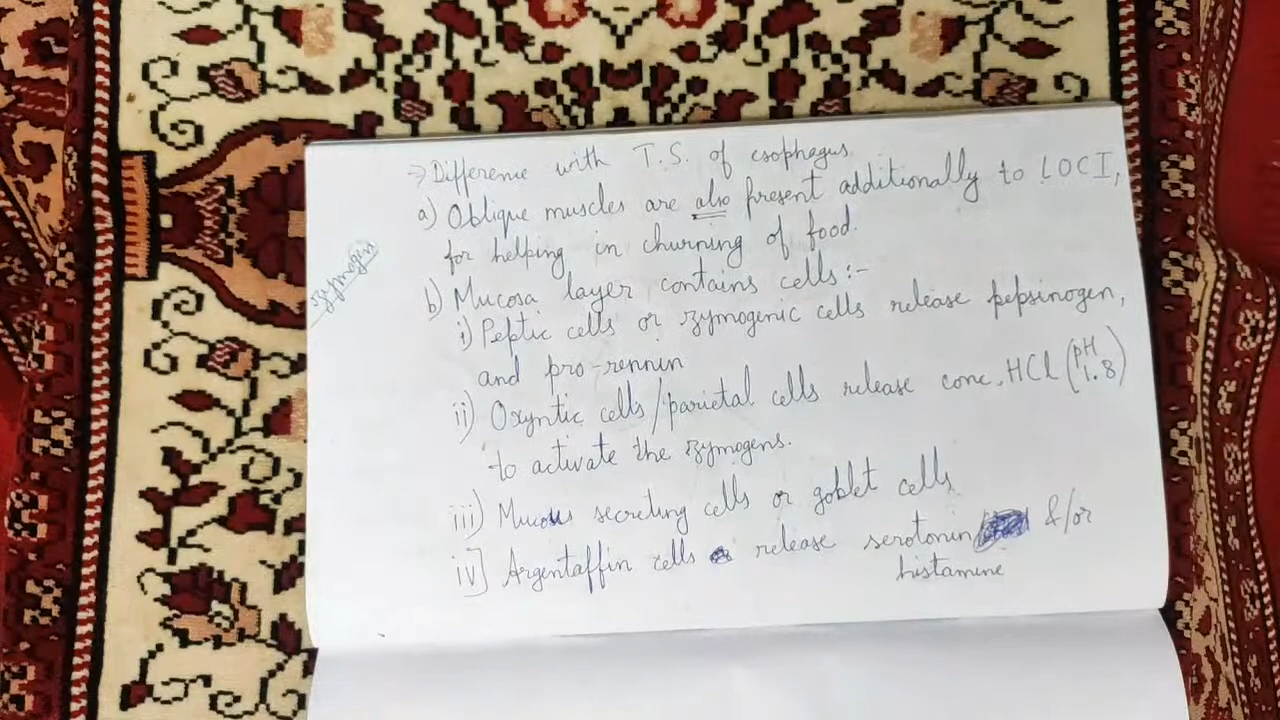 → Difference with T.S. of esophagus
a) Oblique muscles are also present additionally to LOCI,
for helping in churning of food.
b) Mucosa layer contains cells:-
i) Peptic cells or zymogenic cells release pepsinogen,
and pro-rennin
ii) Oxyntic cells/parietal cells release conc. HCl (pH 1.8)
to activate the zymogens.
iii) Mucous secreting cells or goblet cells
iv] Argentaffin cells release serotonin &/or
histamine
zymogen